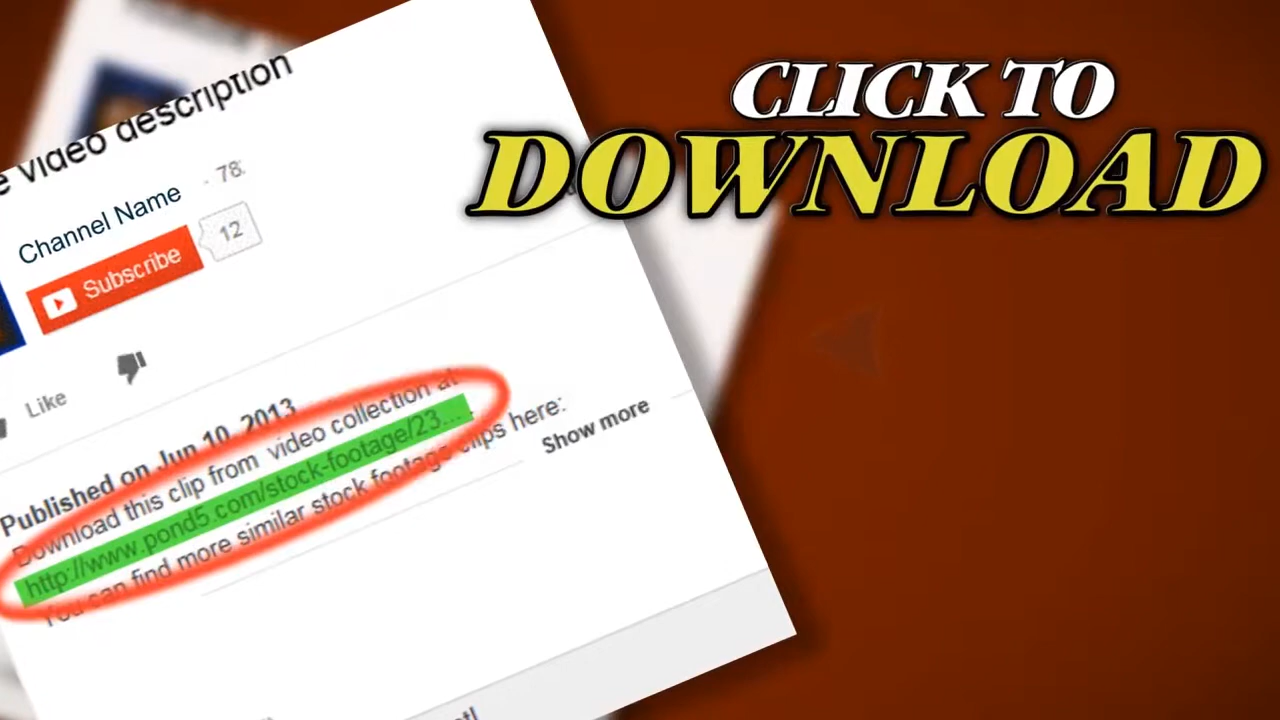 CLICK TO
DOWNLOAD
video description
Channel Name
78
Subscribe
12
Like
Published on Jun 10, 2013
Download this clip from video collection at
http://www.pond5.com/stock-footage/23...
You can find more similar stock footage clips here:
Show more